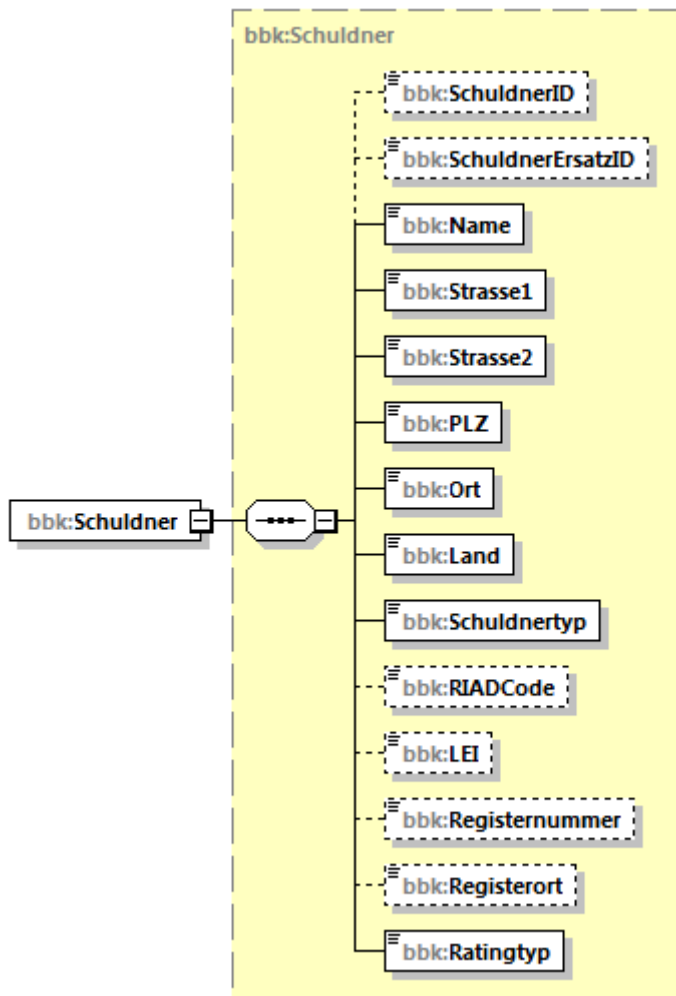 bbk:Schuldner
bbk:SchuldnerID
bbk:SchuldnerErsatzID
bbk:Name
bbk:Strasse1
bbk:Strasse2
bbk:PLZ
bbk:Ort
bbk:Schuldner
bbk:Land
bbk:Schuldnertyp
bbk:RIADCode
bbk:LEI
bbk:Registernummer
bbk:Registerort
bbk:Ratingtyp